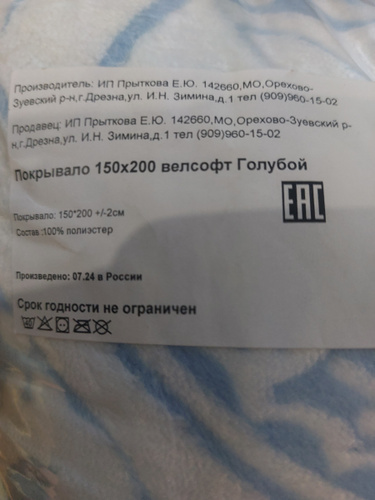 Производитель: ИП Прыткова Е.Ю. 142660,МО,Орехово-
Зуевский р-н,г.Дрезна,ул. И.Н. Зимина,д.1 тел (909)960-15-02
Продавец: ИП Прыткова Е.Ю. 142660,МО,Орехово-Зуевский р-
н,г.Дрезна,ул. И.Н. Зимина,д.1 тел (909)960-15-02
Покрывало 150х200 велсофт Голубой
EAC
Покрывало: 150*200 +/-2см
Состав :100% полиэстер
Произведено: 07.24 в России
Срок годности не ограничен